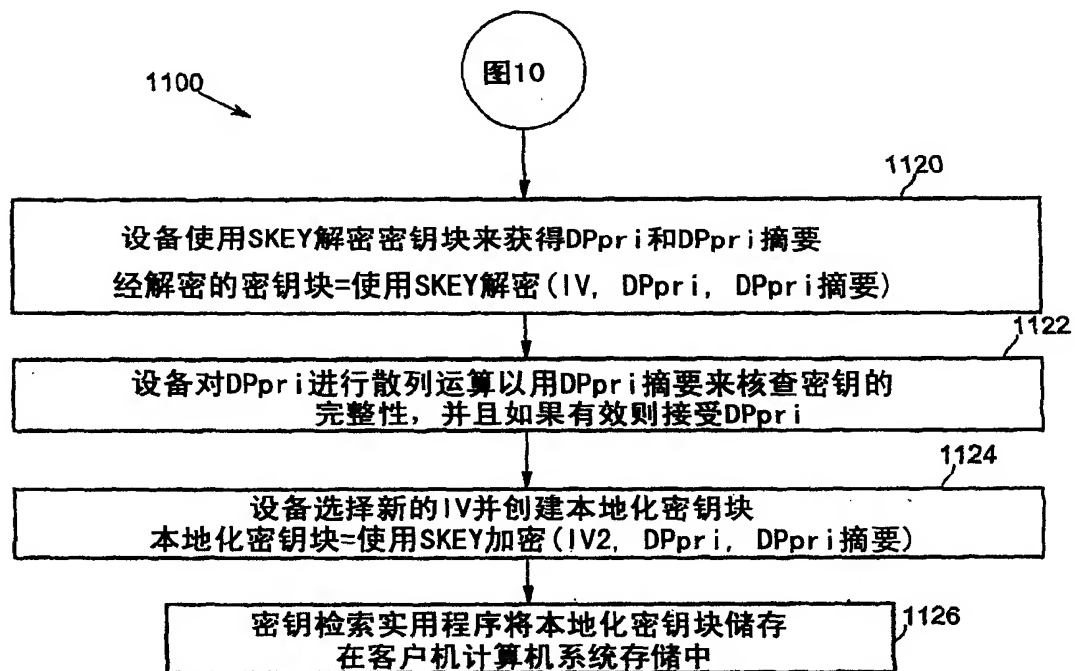 图10
1100
1120
设备使用SKEY解密密钥块来获得DPpri和DPpri摘要
经解密的密钥块=使用SKEY解密(IV, DPpri, DPpri摘要)
1122
设备对DPpri进行散列运算以用DPpri摘要来核查密钥的
完整性，并且如果有效则接受DPpri
1124
设备选择新的IV并创建本地化密钥块
本地化密钥块=使用SKEY加密(IV2, DPpri, DPpri摘要)
1126
密钥检索实用程序将本地化密钥块储存
在客户机计算机系统存储中